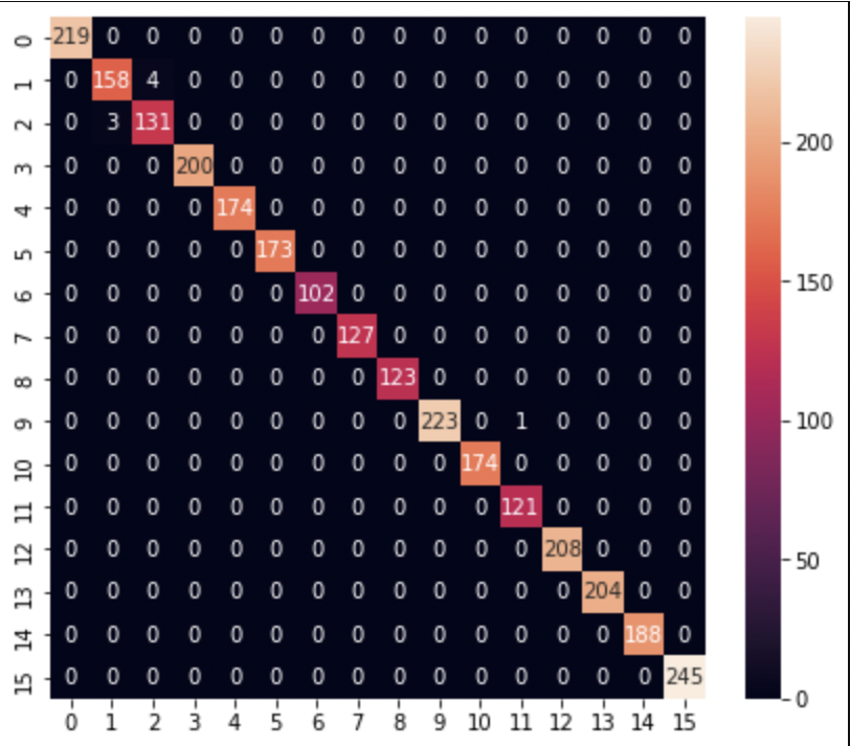 0 219 0 0 0 0 0 0 0 0 0 0 0 0 0 0 0
1 0 158 4 0 0 0 0 0 0 0 0 0 0 0 0 0
2 0 3 131 0 0 0 0 0 0 0 0 0 0 0 0 0
200
3 0 0 0 200 0 0 0 0 0 0 0 0 0 0 0 0
4 0 0 0 0 174 0 0 0 0 0 0 0 0 0 0 0
5 0 0 0 0 0 173 0 0 0 0 0 0 0 0 0 0
150
6 0 0 0 0 0 0 102 0 0 0 0 0 0 0 0 0
7 0 0 0 0 0 0 0 127 0 0 0 0 0 0 0 0
8 0 0 0 0 0 0 0 0 123 0 0 0 0 0 0 0
9 0 0 0 0 0 0 0 0 0 223 0 1 0 0 0 0
100
10 0 0 0 0 0 0 0 0 0 0 174 0 0 0 0 0
11 0 0 0 0 0 0 0 0 0 0 0 121 0 0 0 0
12 0 0 0 0 0 0 0 0 0 0 0 0 208 0 0 0
50
13 0 0 0 0 0 0 0 0 0 0 0 0 0 204 0 0
14 0 0 0 0 0 0 0 0 0 0 0 0 0 0 188 0
15 0 0 0 0 0 0 0 0 0 0 0 0 0 0 0 245
0
0 1 2 3 4 5 6 7 8 9 10 11 12 13 14 15